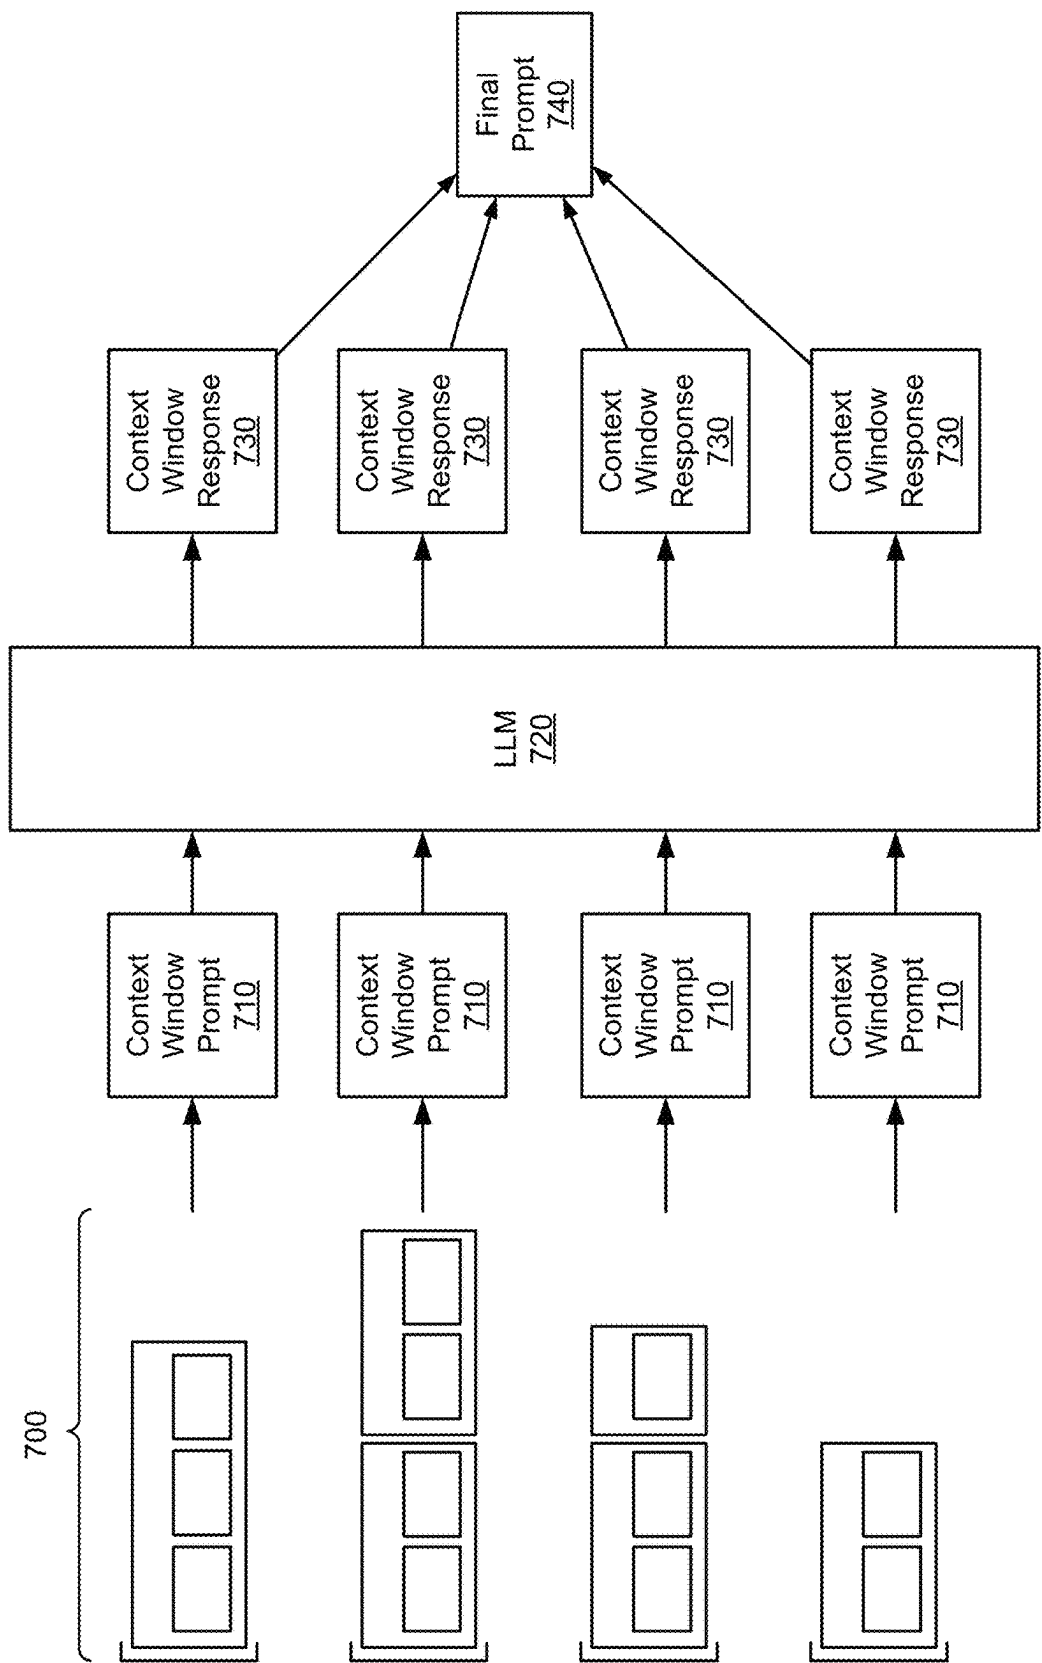 700
Context
Window
Prompt
710
Context
Window
Prompt
710
Context
Window
Prompt
710
Context
Window
Prompt
710
LLM
720
Context
Window
Response
730
Context
Window
Response
730
Context
Window
Response
730
Context
Window
Response
730
Final
Prompt
740